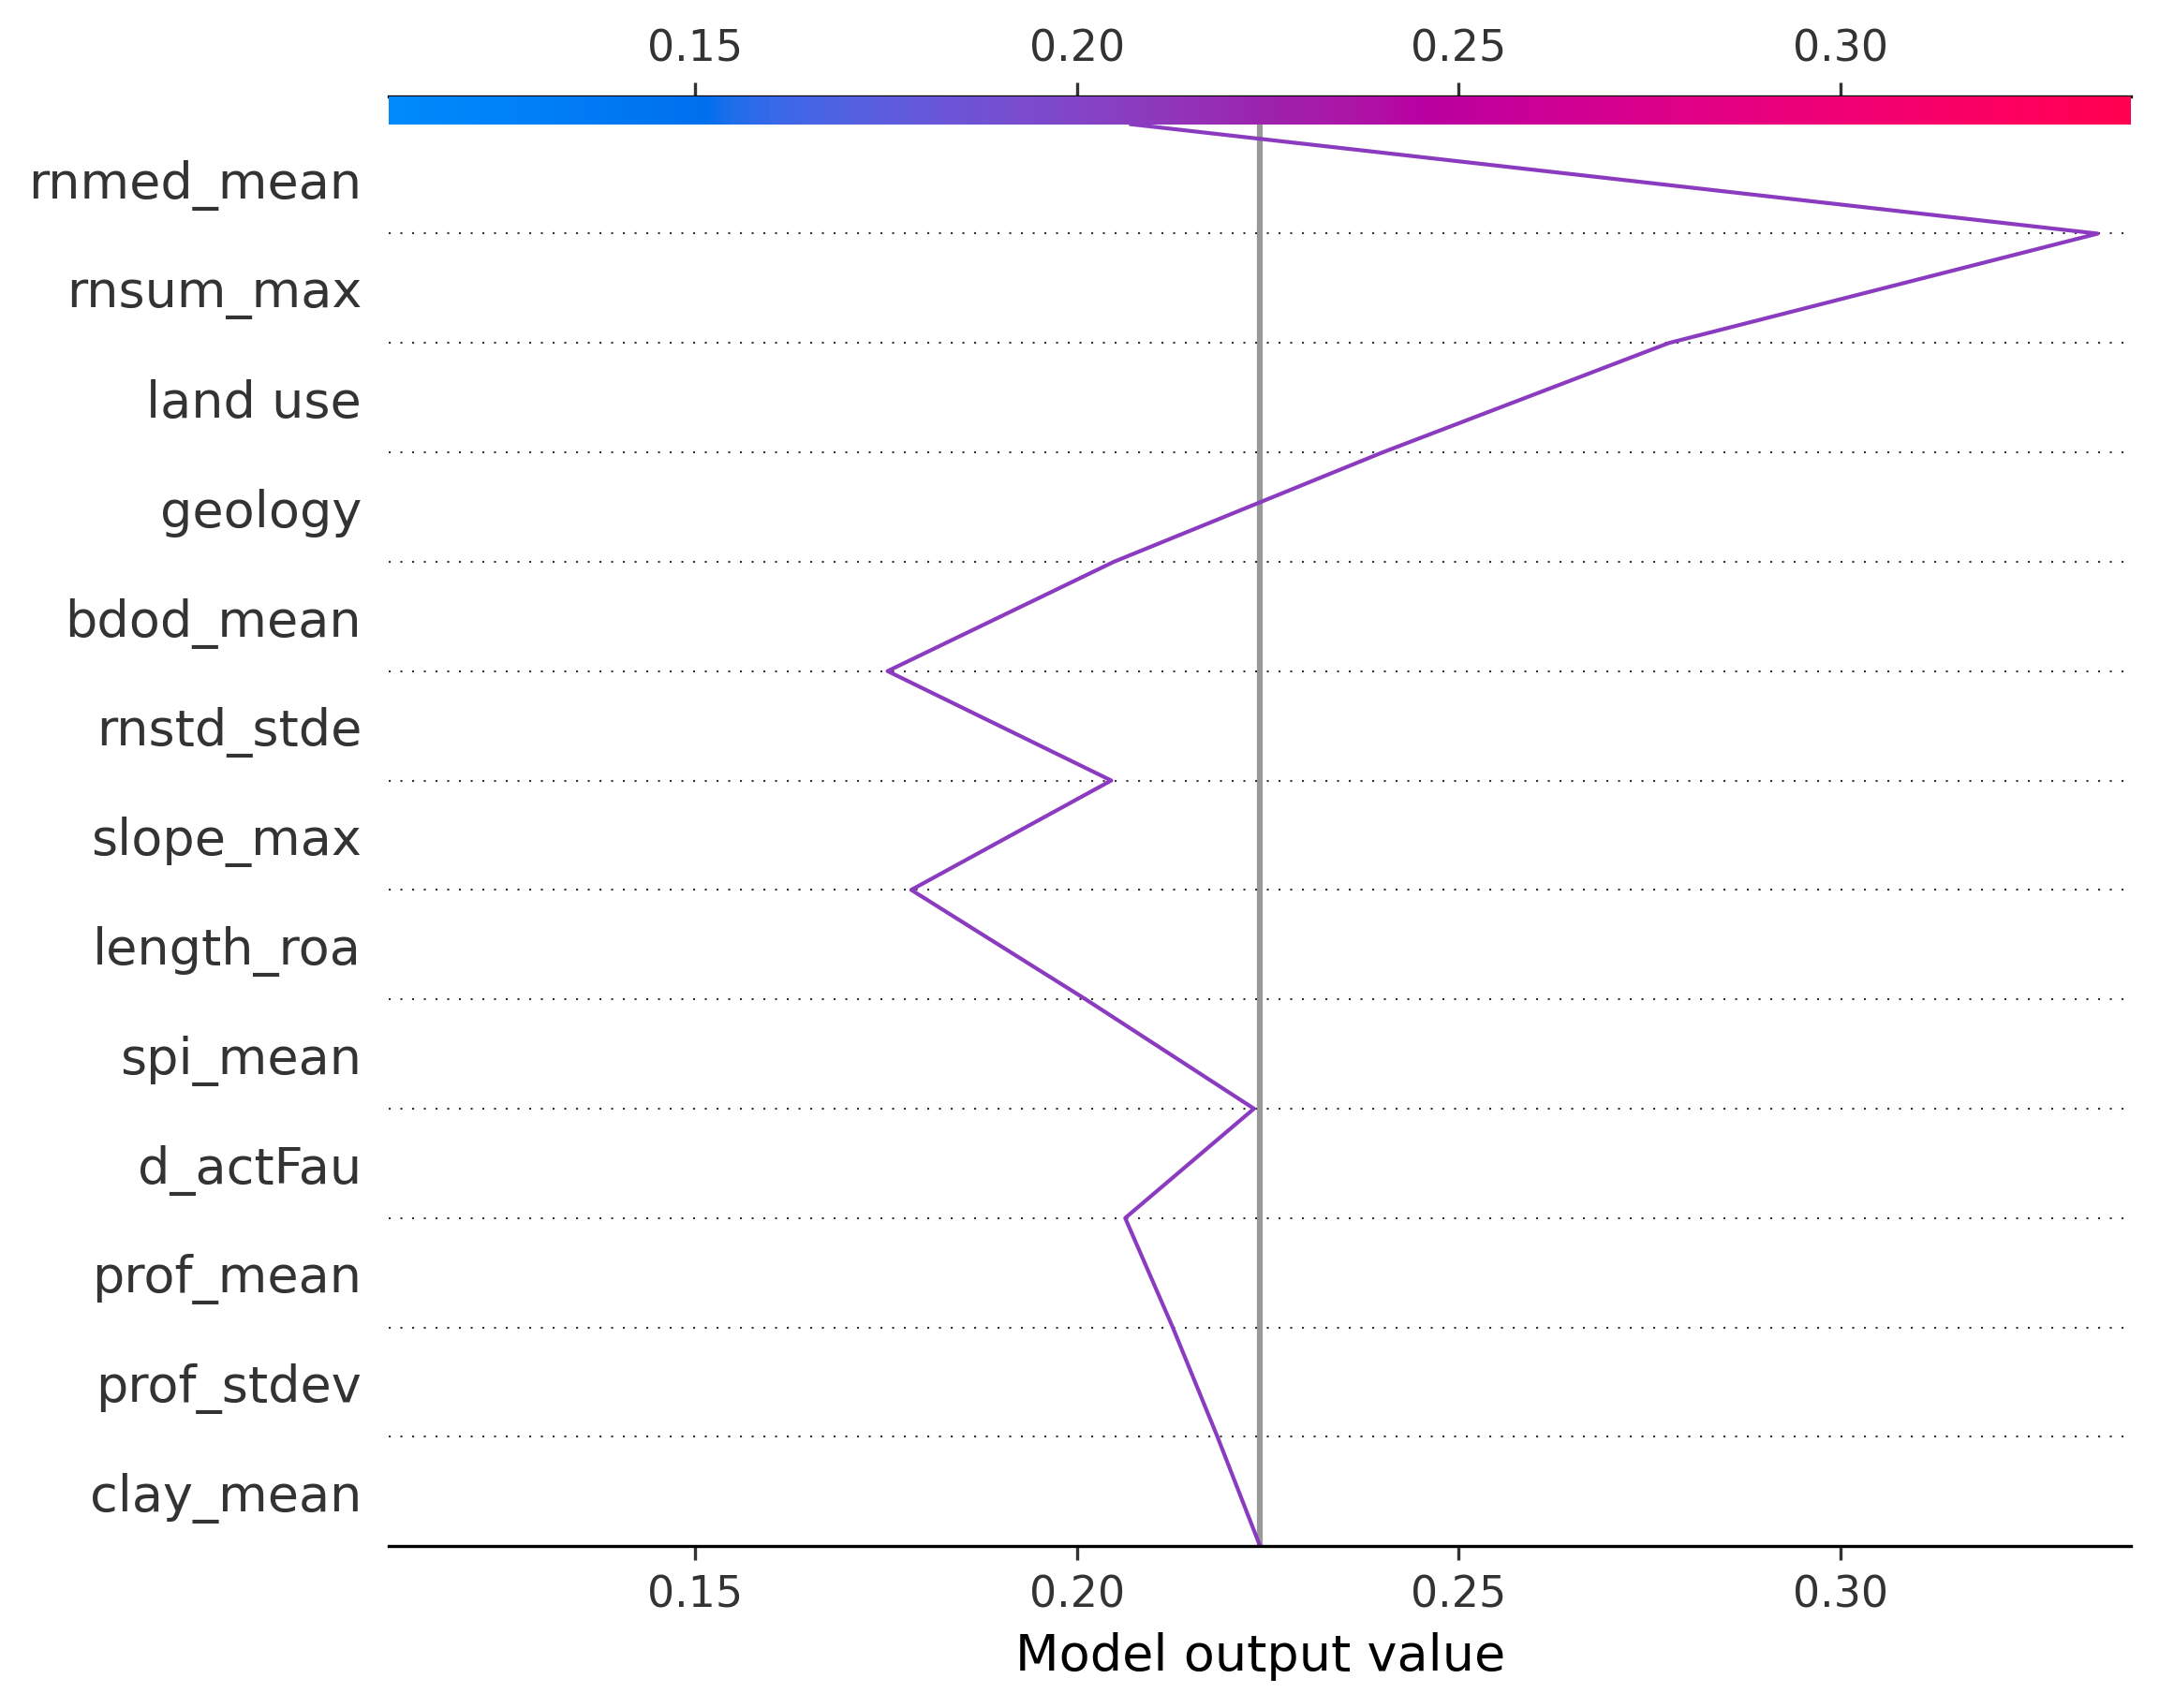 0.15 0.20 0.25 0.30
rnmed_mean
rnsum_max
land use
geology
bdod_mean
rnstd_stde
slope_max
length_roa
spi_mean
d_actFau
prof_mean
prof_stdev
clay_mean
0.15 0.20 0.25 0.30
Model output value